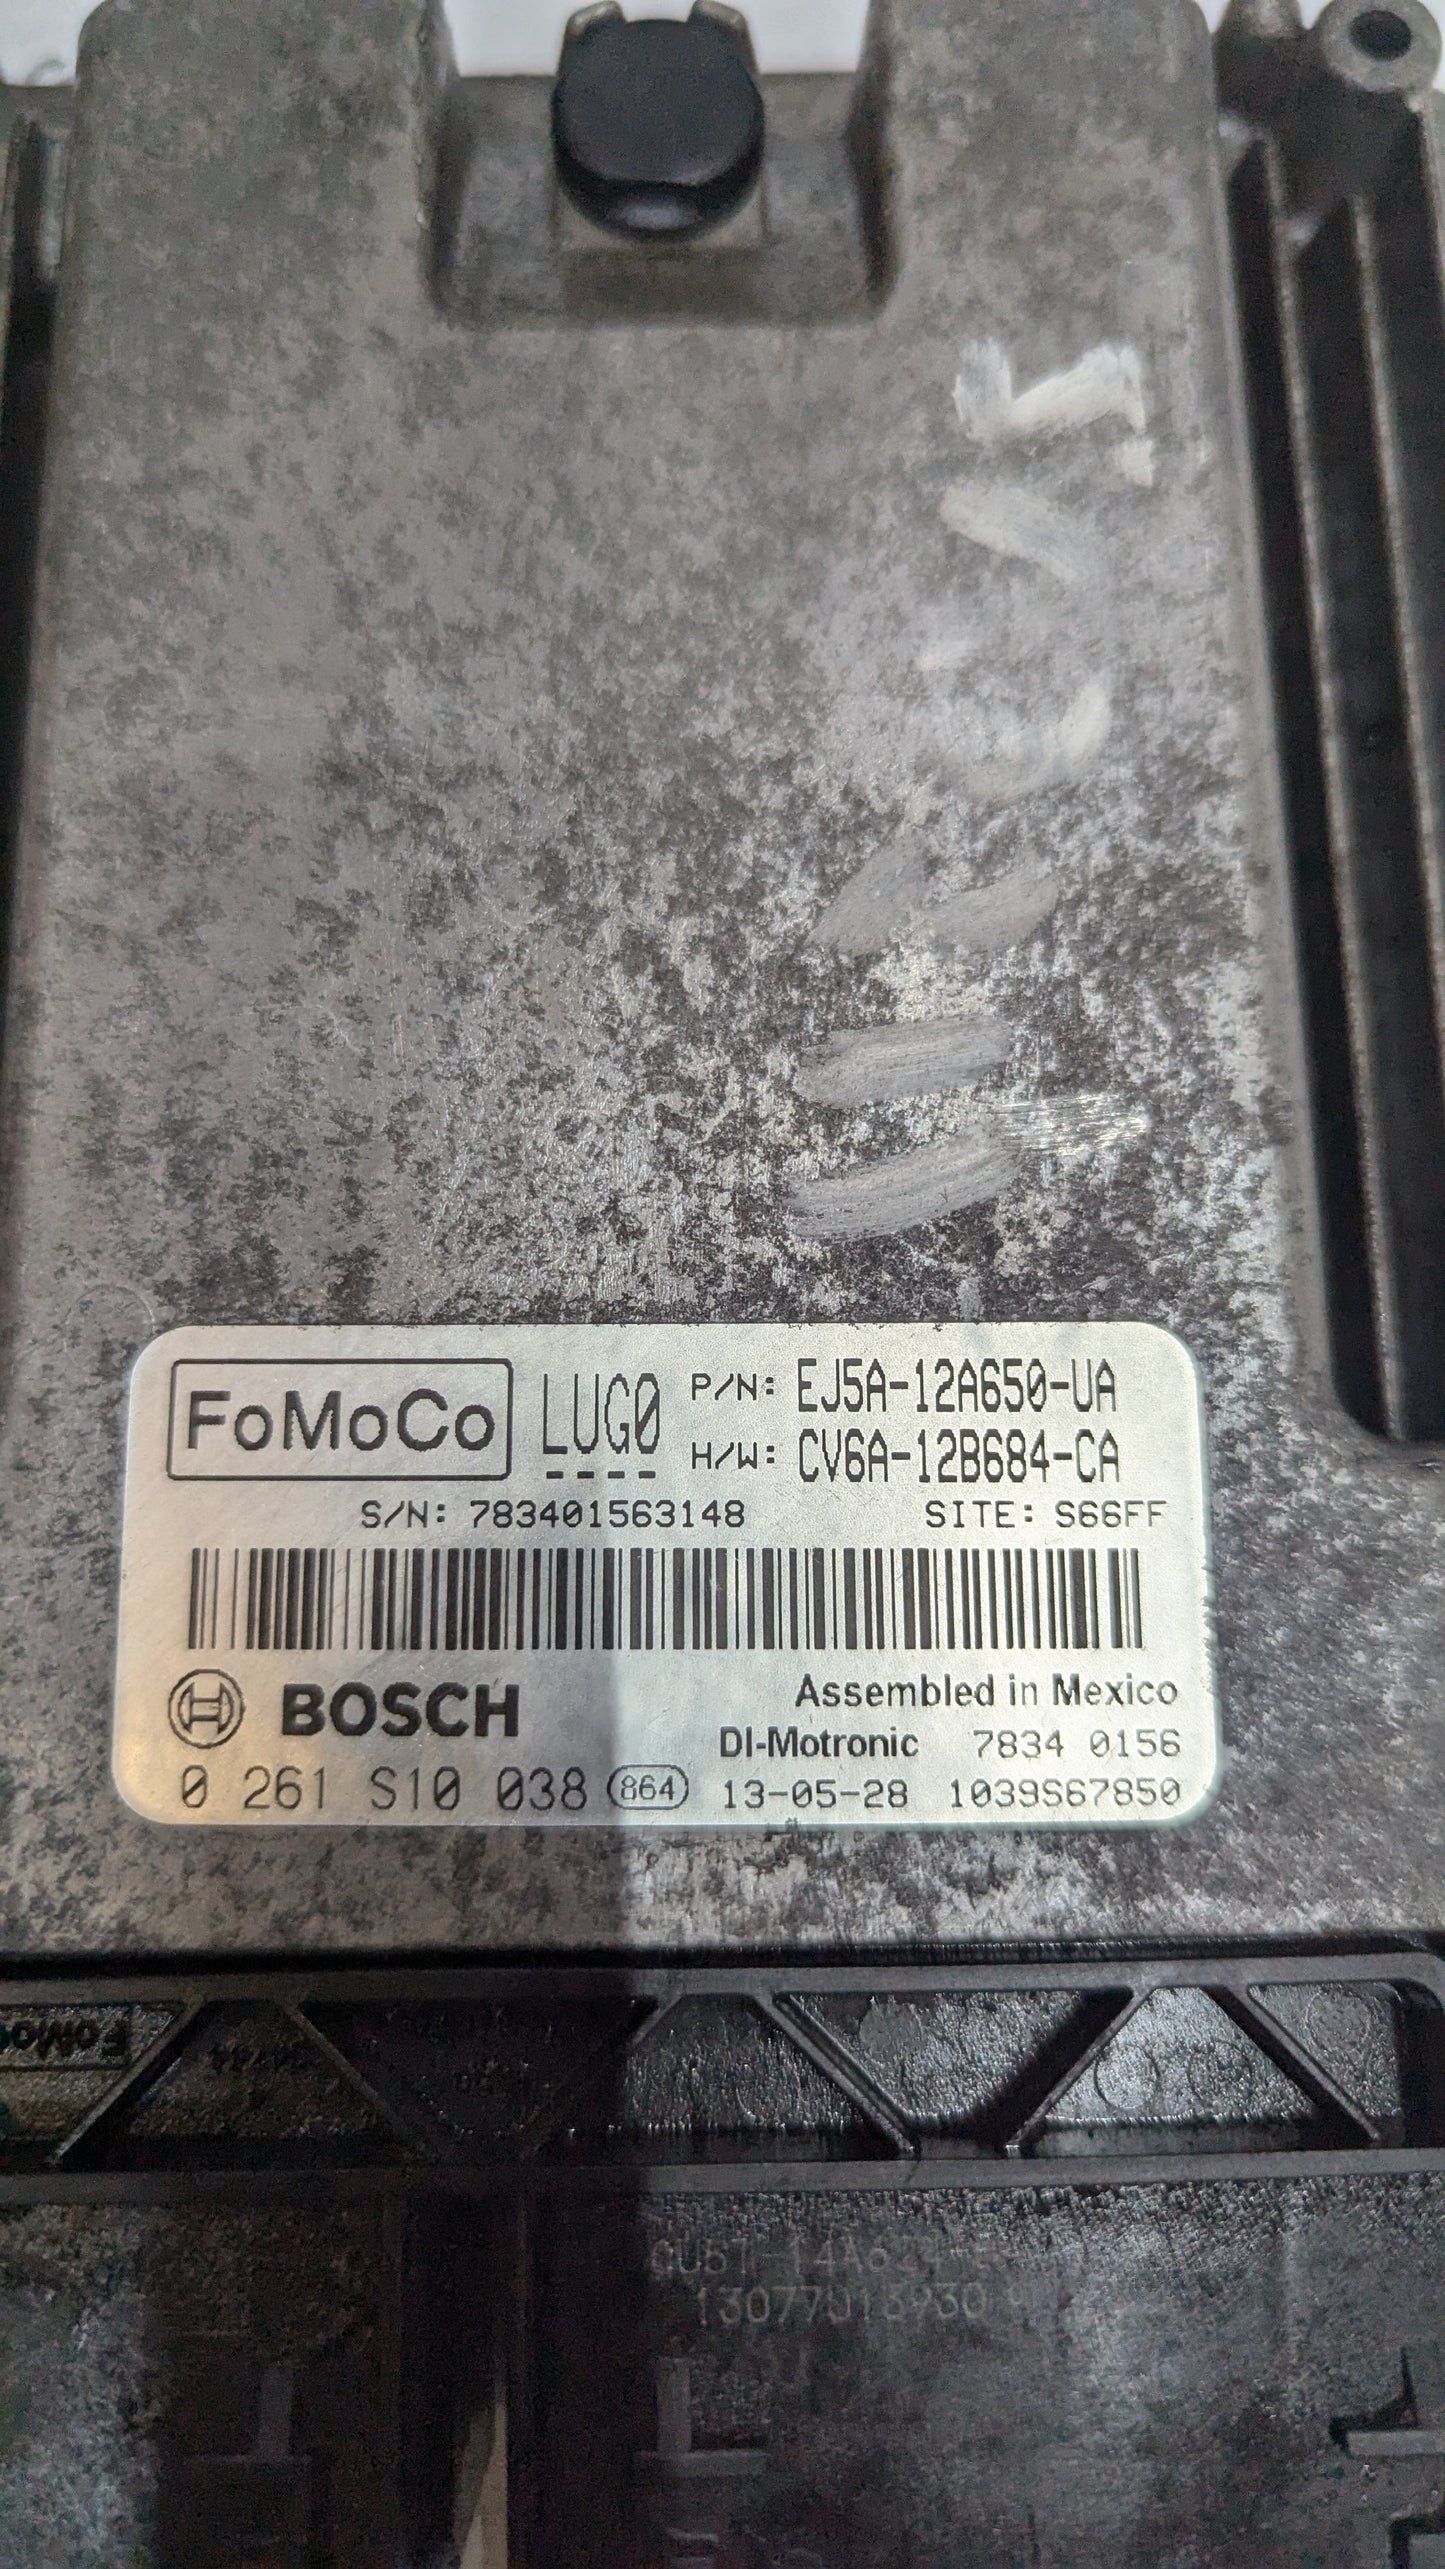 FoMoCo LUG0 P/N: EJ5A-12A650-UA
H/W: CV6A-12B684-CA
S/N: 783401563148 SITE: S66FF
BOSCH Assembled in Mexico
DI-Motronic 7834 0156
0 261 S10 038 864 13-05-28 1039S67850